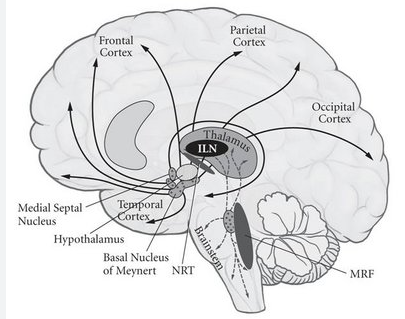 Frontal
Cortex
Parietal
Cortex
Occipital
Cortex
Thalamus
ILN
Medial Septal
Nucleus
Temporal
Cortex
Hypothalamus
Basal Nucleus
of Meynert
NRT
Brainstem
MRF